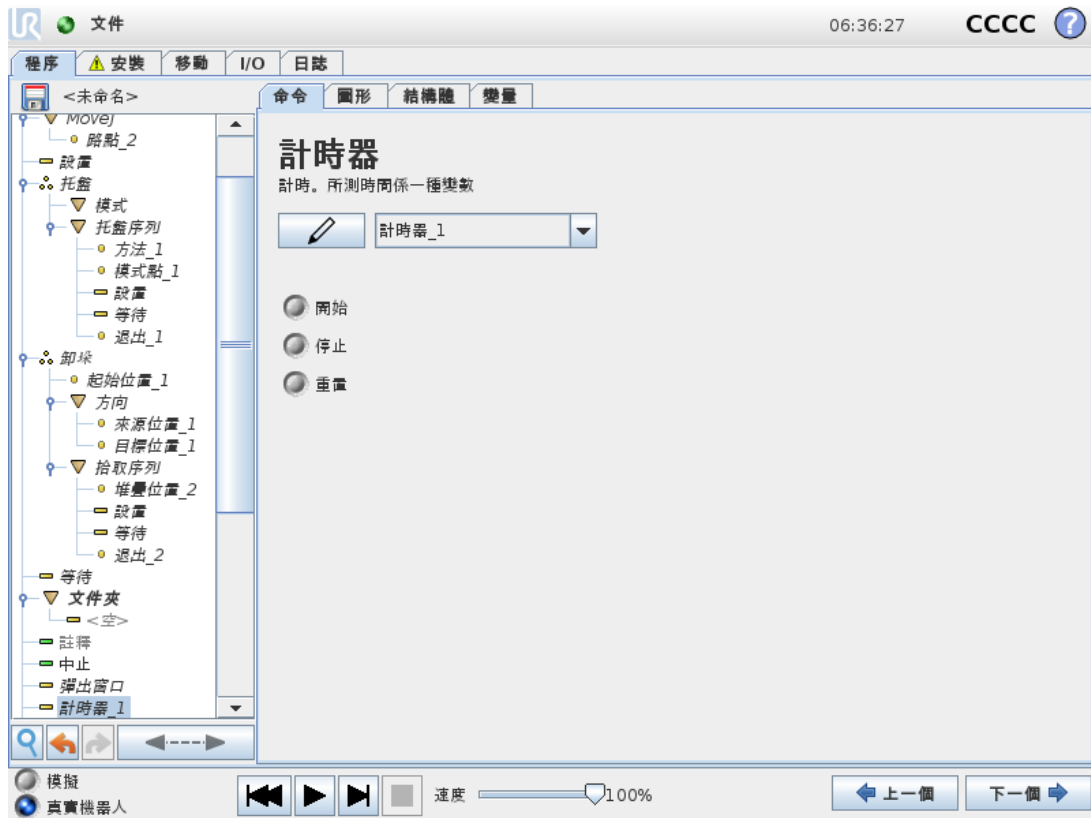 UR 文件 06:36:27 CCCC ?
程序 安裝 移動 I/O 日誌
<未命名>
命令 圖形 結構體 變量
MoveJ
路點_2
設置
托盤
模式
托盤序列
方法_1
模式點_1
設置
等待
退出_1
卸垛
起始位置_1
方向
來源位置_1
目標位置_1
拾取序列
堆疊位置_2
設置
等待
退出_2
等待
文件夾
<空>
註釋
中止
彈出窗口
計時器_1
計時器
計時。所測時間係一種變數
計時器_1
開始
停止
重置
模擬
真實機器人
速度 100%
上一個 下一個